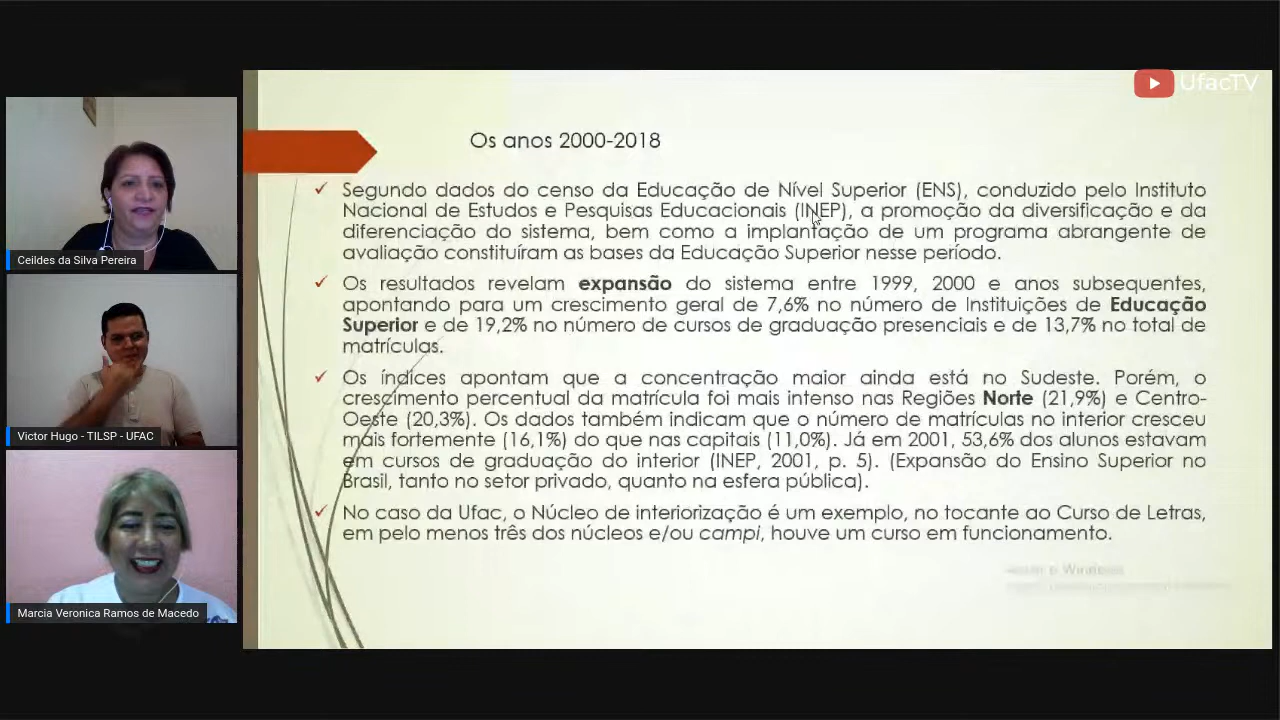 UfacTV
Os anos 2000-2018
Segundo dados do censo da Educação de Nível Superior (ENS), conduzido pelo Instituto
Nacional de Estudos e Pesquisas Educacionais (INEP), a promoção da diversificação e da
diferenciação do sistema, bem como a implantação de um programa abrangente de
avaliação constituíram as bases da Educação Superior nesse período.
Os resultados revelam expansão do sistema entre 1999, 2000 e anos subsequentes,
apontando para um crescimento geral de 7,6% no número de Instituições de Educação
Superior e de 19,2% no número de cursos de graduação presenciais e de 13,7% no total de
matrículas.
Os índices apontam que a concentração maior ainda está no Sudeste. Porém, o
crescimento percentual da matrícula foi mais intenso nas Regiões Norte (21,9%) e Centro-
Oeste (20,3%). Os dados também indicam que o número de matrículas no interior cresceu
mais fortemente (16,1%) do que nas capitais (11,0%). Já em 2001, 53,6% dos alunos estavam
em cursos de graduação do interior (INEP, 2001, p. 5). (Expansão do Ensino Superior no
Brasil, tanto no setor privado, quanto na esfera pública).
No caso da Ufac, o Núcleo de interiorização é um exemplo, no tocante ao Curso de Letras,
em pelo menos três dos núcleos e/ou campi, houve um curso em funcionamento.
Ceildes da Silva Pereira
Victor Hugo - TILSP - UFAC
Marcia Veronica Ramos de Macedo